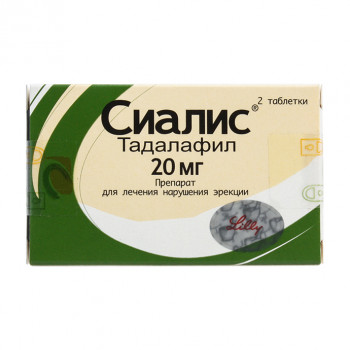 2 таблетки
Сиалис®
Тадалафил
20 мг
Препарат
для лечения нарушения эрекции
Lilly